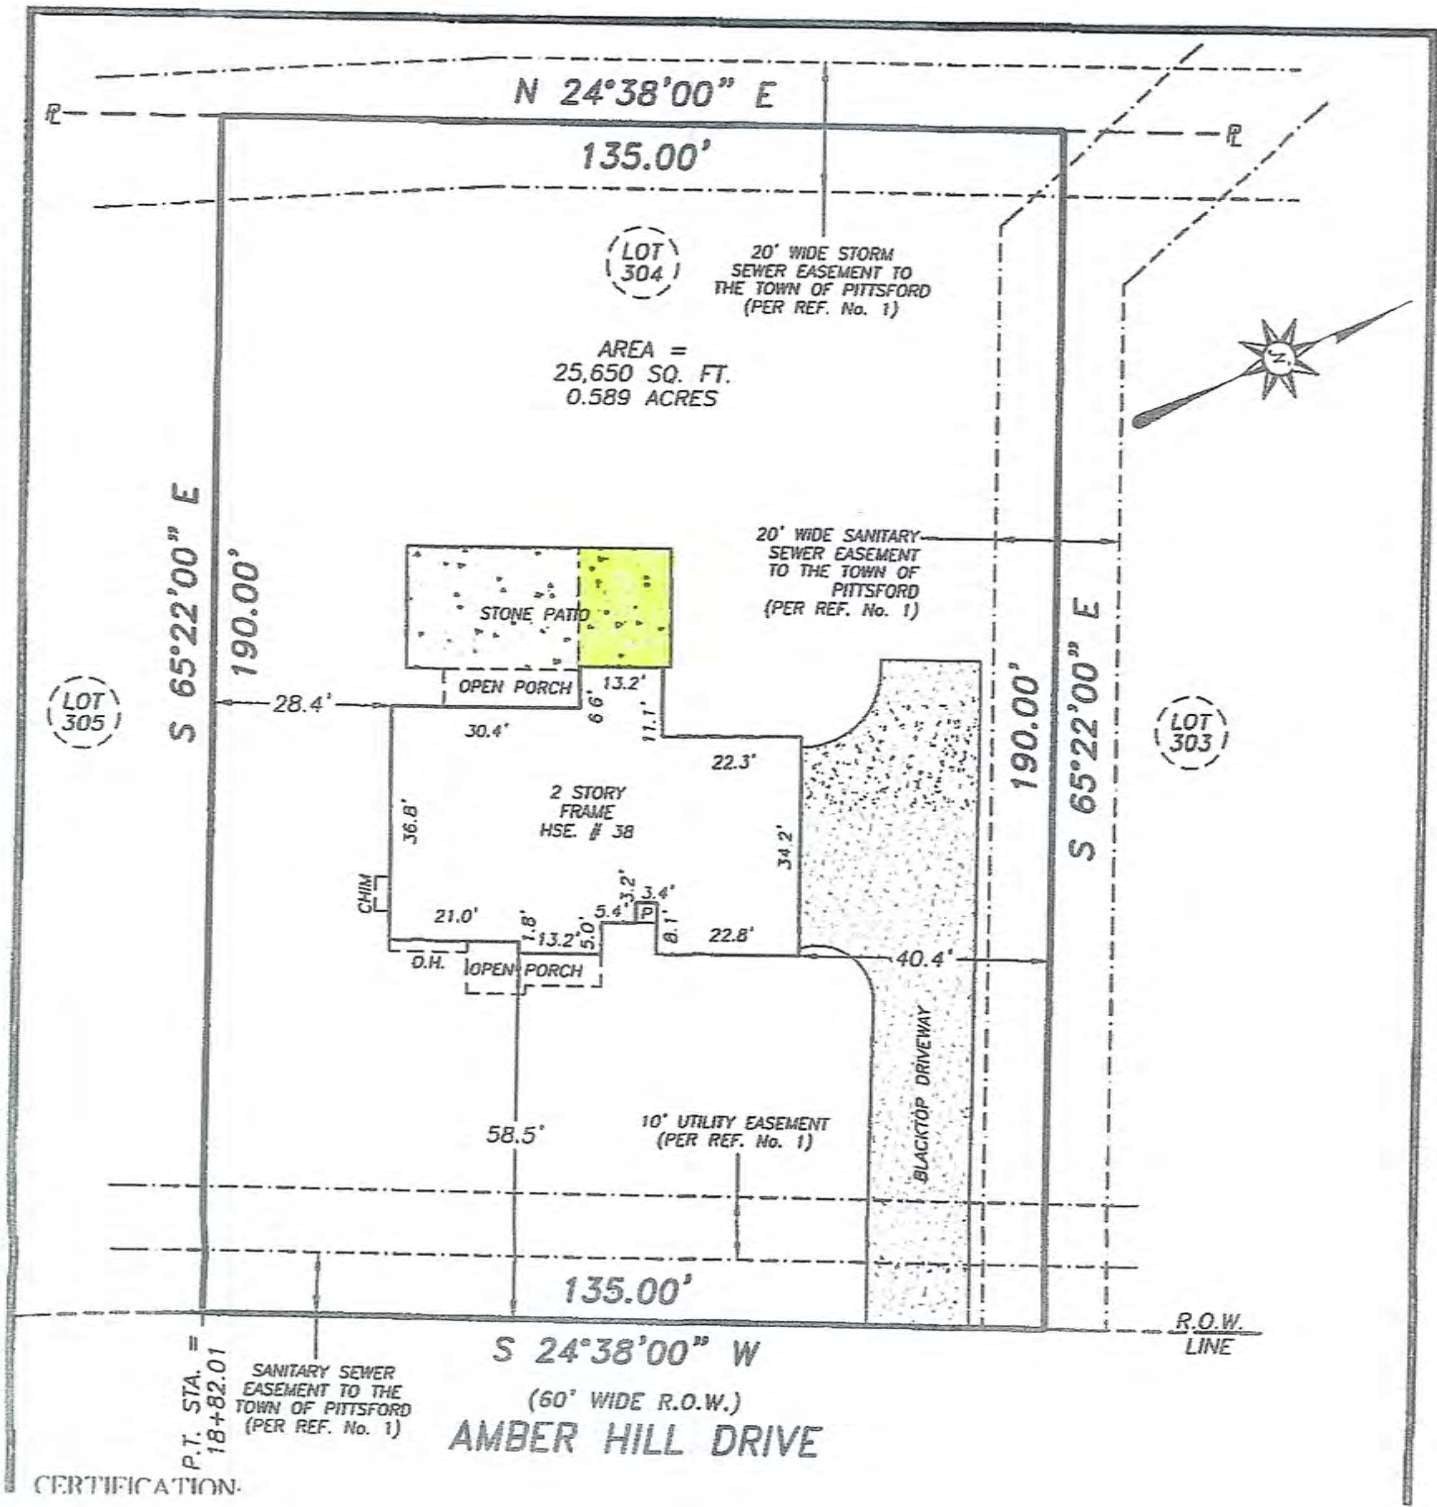 N 24°38'00" E
135.00'
LOT
304
20' WIDE STORM
SEWER EASEMENT TO
THE TOWN OF PITTSFORD
(PER REF. No. 1)
AREA =
25,650 SQ. FT.
0.589 ACRES
N
S 65°22'00" E
190.00'
20' WIDE SANITARY
SEWER EASEMENT
TO THE TOWN OF
PITTSFORD
(PER REF. No. 1)
STONE PATIO
LOT
305
28.4'
OPEN PORCH
13.2'
6.6'
11.1'
30.4'
22.3'
190.00'
S 65°22'00" E
LOT
303
2 STORY
FRAME
HSE. # 38
36.8'
34.2'
CHIM
21.0'
1.8'
13.2'
5.0'
5.4'
3.2'
3.4'
P
8.1'
22.8'
40.4'
O.H.
OPEN PORCH
BLACKTOP DRIVEWAY
58.5'
10' UTILITY EASEMENT
(PER REF. No. 1)
135.00'
R.O.W.
LINE
S 24°38'00" W
P.T. STA. =
18+82.01
SANITARY SEWER
EASEMENT TO THE
TOWN OF PITTSFORD
(PER REF. No. 1)
(60' WIDE R.O.W.)
AMBER HILL DRIVE
CERTIFICATION: